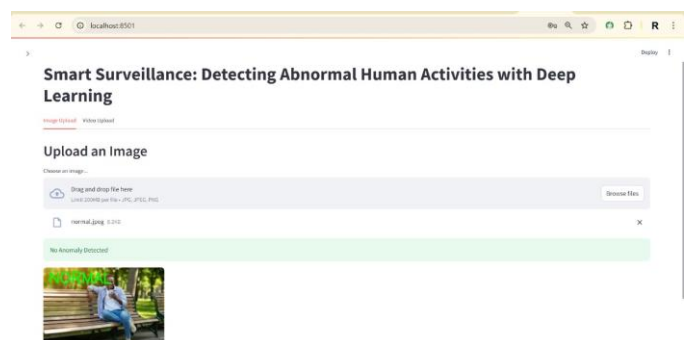 localhost:8501
R
Deploy
Smart Surveillance: Detecting Abnormal Human Activities with Deep
Learning
Image Upload Video Upload
Upload an Image
Choose an image...
Drag and drop file here
Limit 200MB per file • JPG, JPEG, PNG
Browse files
normal.jpeg
No Anomaly Detected
NORMAL